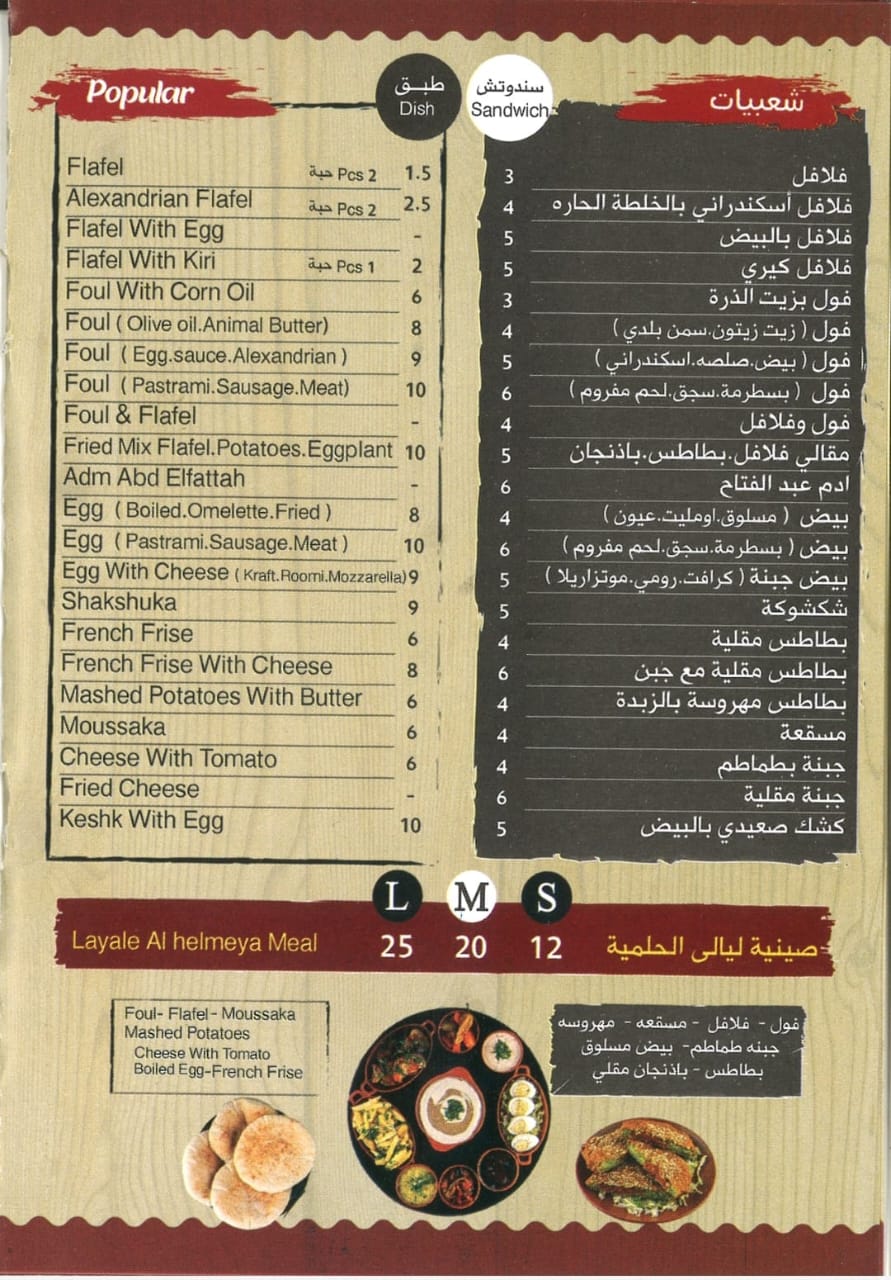 Popular
طبق
Dish
سندوتش
Sandwich
شعبيات
Flafel حبة Pcs 2 1.5 3 فلافل
Alexandrian Flafel حبة Pcs 2 2.5 4 فلافل أسكندراني بالخلطة الحاره
Flafel With Egg - 5 فلافل بالبيض
Flafel With Kiri حبة Pcs 1 2 5 فلافل كيري
Foul With Corn Oil 6 3 فول بزيت الذرة
Foul ( Olive oil.Animal Butter) 8 4 فول ( زيت زيتون.سمن بلدي )
Foul ( Egg.sauce.Alexandrian ) 9 5 فول ( بيض.صلصه.اسكندراني )
Foul ( Pastrami.Sausage.Meat) 10 6 فول ( بسطرمة.سجق.لحم مفروم )
Foul & Flafel - 4 فول وفلافل
Fried Mix Flafel.Potatoes.Eggplant 10 5 مقالي فلافل.بطاطس.باذنجان
Adm Abd Elfattah - 6 ادم عبد الفتاح
Egg ( Boiled.Omelette.Fried ) 8 4 بيض ( مسلوق.اومليت.عيون )
Egg ( Pastrami.Sausage.Meat ) 10 6 بيض ( بسطرمة.سجق.لحم مفروم )
Egg With Cheese ( Kraft.Roomi.Mozzarella) 9 5 بيض جبنة ( كرافت.رومي.موتزاريلا )
Shakshuka 9 5 شكشوكة
French Frise 6 4 بطاطس مقلية
French Frise With Cheese 8 6 بطاطس مقلية مع جبن
Mashed Potatoes With Butter 6 4 بطاطس مهروسة بالزبدة
Moussaka 6 4 مسقعة
Cheese With Tomato 6 4 جبنة بطماطم
Fried Cheese - 6 جبنة مقلية
Keshk With Egg 10 5 كشك صعيدي بالبيض
L M S
Layale Al helmeya Meal 25 20 12 صينية ليالى الحلمية
Foul- Flafel - Moussaka
Mashed Potatoes
Cheese With Tomato
Boiled Egg-French Frise
فول - فلافل - مسقعه - مهروسه
جبنه طماطم- بيض مسلوق
بطاطس - باذنجان مقلي